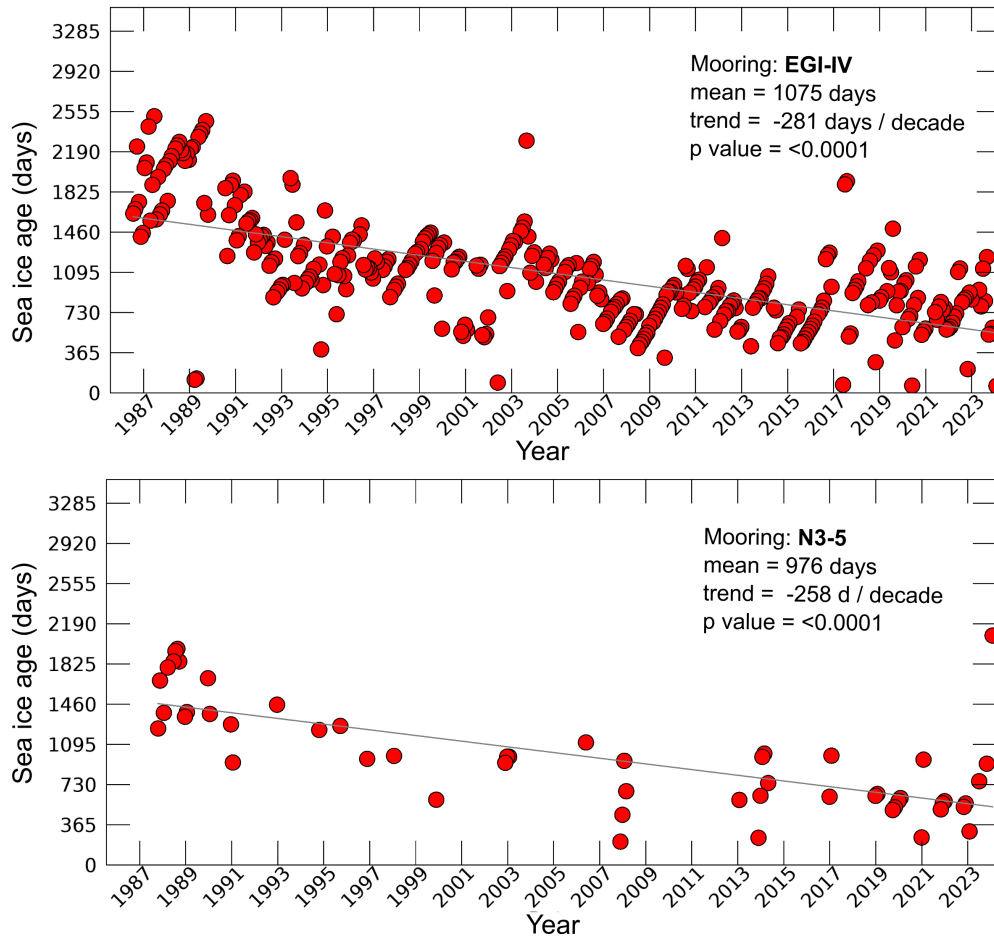 3285
2920
2555
2190
1825
1460
1095
730
365
0
Sea ice age (days)
Mooring: EGI-IV
mean = 1075 days
trend =  -281 days / decade
p value = <0.0001
1987 1989 1991 1993 1995 1997 1999 2001 2003 2005 2007 2009 2011 2013 2015 2017 2019 2021 2023
Year
3285
2920
2555
2190
1825
1460
1095
730
365
0
Sea ice age (days)
Mooring: N3-5
mean = 976 days
trend =  -258 d / decade
p value = <0.0001
1987 1989 1991 1993 1995 1997 1999 2001 2003 2005 2007 2009 2011 2013 2015 2017 2019 2021 2023
Year